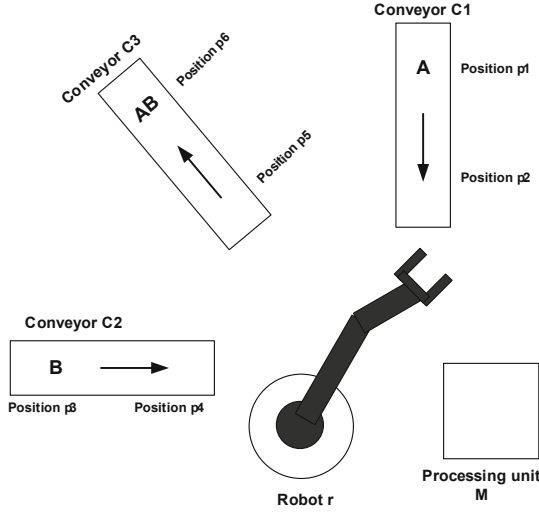 Conveyor C1
A
Position p1
Position p2
Conveyor C3
Position p6
AB
Position p5
Conveyor C2
B
Position p3
Position p4
Robot r
Processing unit
M